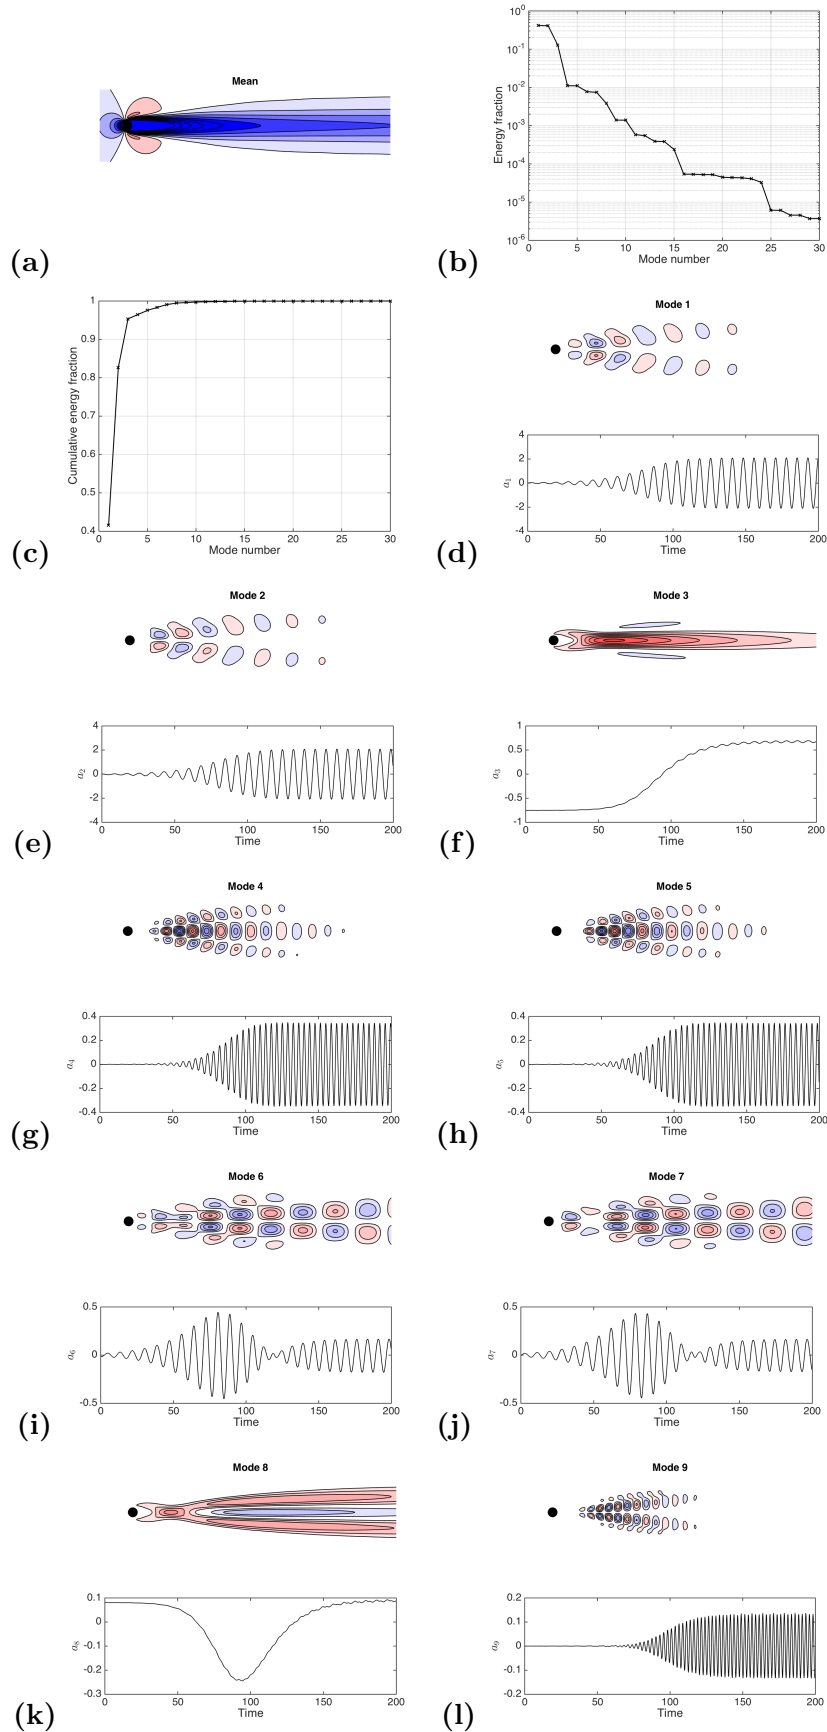 Mean
(a)
10^0
10^-1
10^-2
10^-3
10^-4
10^-5
10^-6
Energy fraction
0 5 10 15 20 25 30
Mode number
(b)
1
0.9
0.8
0.7
0.6
0.5
0.4
Cumulative energy fraction
0 5 10 15 20 25 30
Mode number
(c)
Mode 1
4
2
0
-2
-4
a_1
0 50 100 150 200
Time
(d)
Mode 2
4
2
0
-2
-4
a_2
0 50 100 150 200
Time
(e)
Mode 3
1
0.5
0
-0.5
-1
a_3
0 50 100 150 200
Time
(f)
Mode 4
0.4
0.2
0
-0.2
-0.4
a_4
0 50 100 150 200
Time
(g)
Mode 5
0.4
0.2
0
-0.2
-0.4
a_5
0 50 100 150 200
Time
(h)
Mode 6
0.5
0
-0.5
a_6
0 50 100 150 200
Time
(i)
Mode 7
0.5
0
-0.5
a_7
0 50 100 150 200
Time
(j)
Mode 8
0.1
0
-0.1
-0.2
-0.3
a_8
0 50 100 150 200
Time
(k)
Mode 9
0.2
0.1
0
-0.1
-0.2
a_9
0 50 100 150 200
Time
(l)